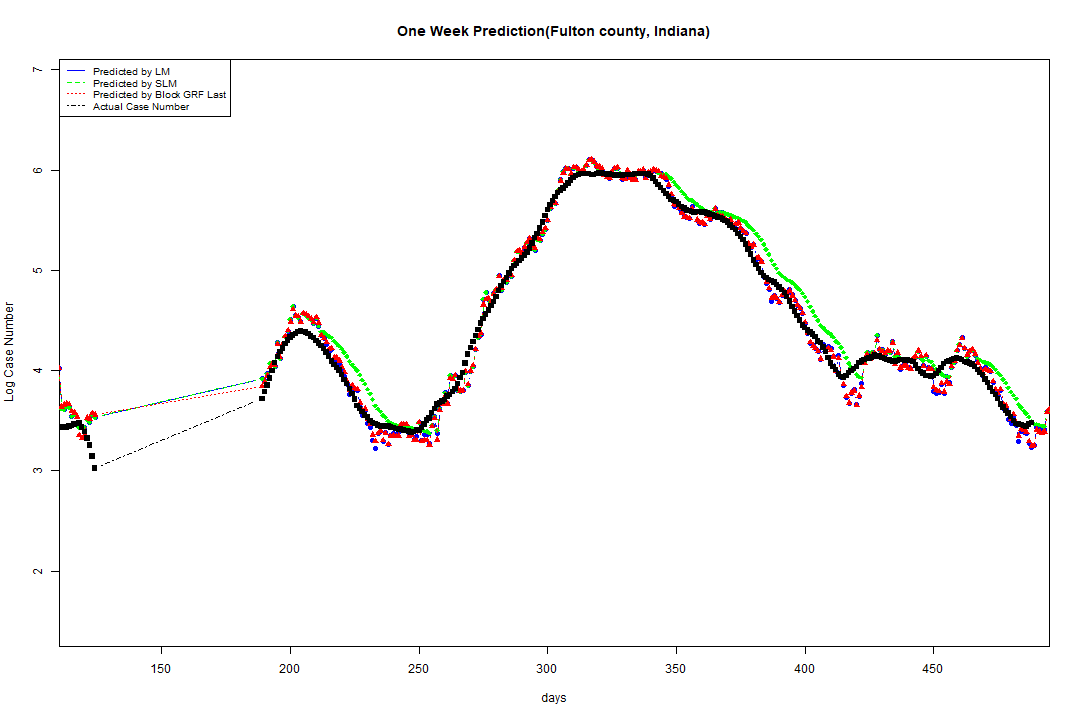 One Week Prediction(Fulton county, Indiana)
Predicted by LM
Predicted by SLM
Predicted by Block GRF Last
Actual Case Number
7
6
5
4
3
2
Log Case Number
150 200 250 300 350 400 450
days